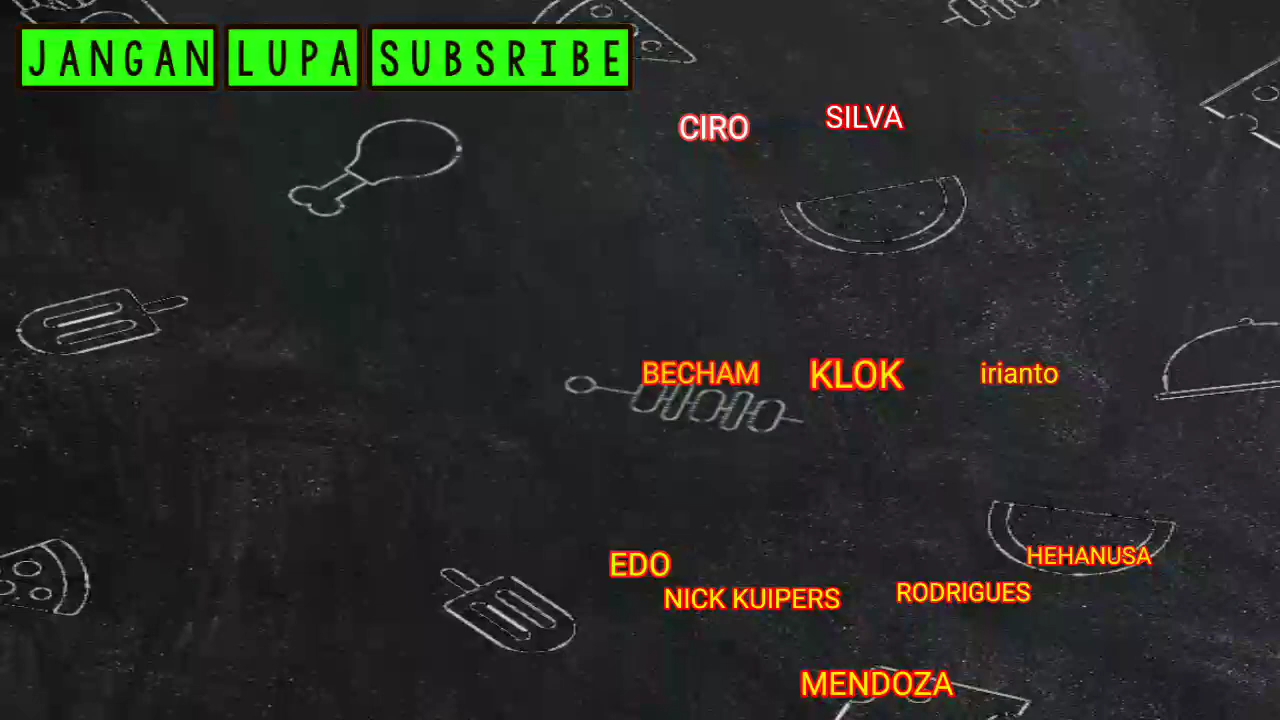 JANGAN LUPA SUBSRIBE
CIRO SILVA
BECHAM KLOK irianto
EDO
HEHANUSA
NICK KUIPERS RODRIGUES
MENDOZA